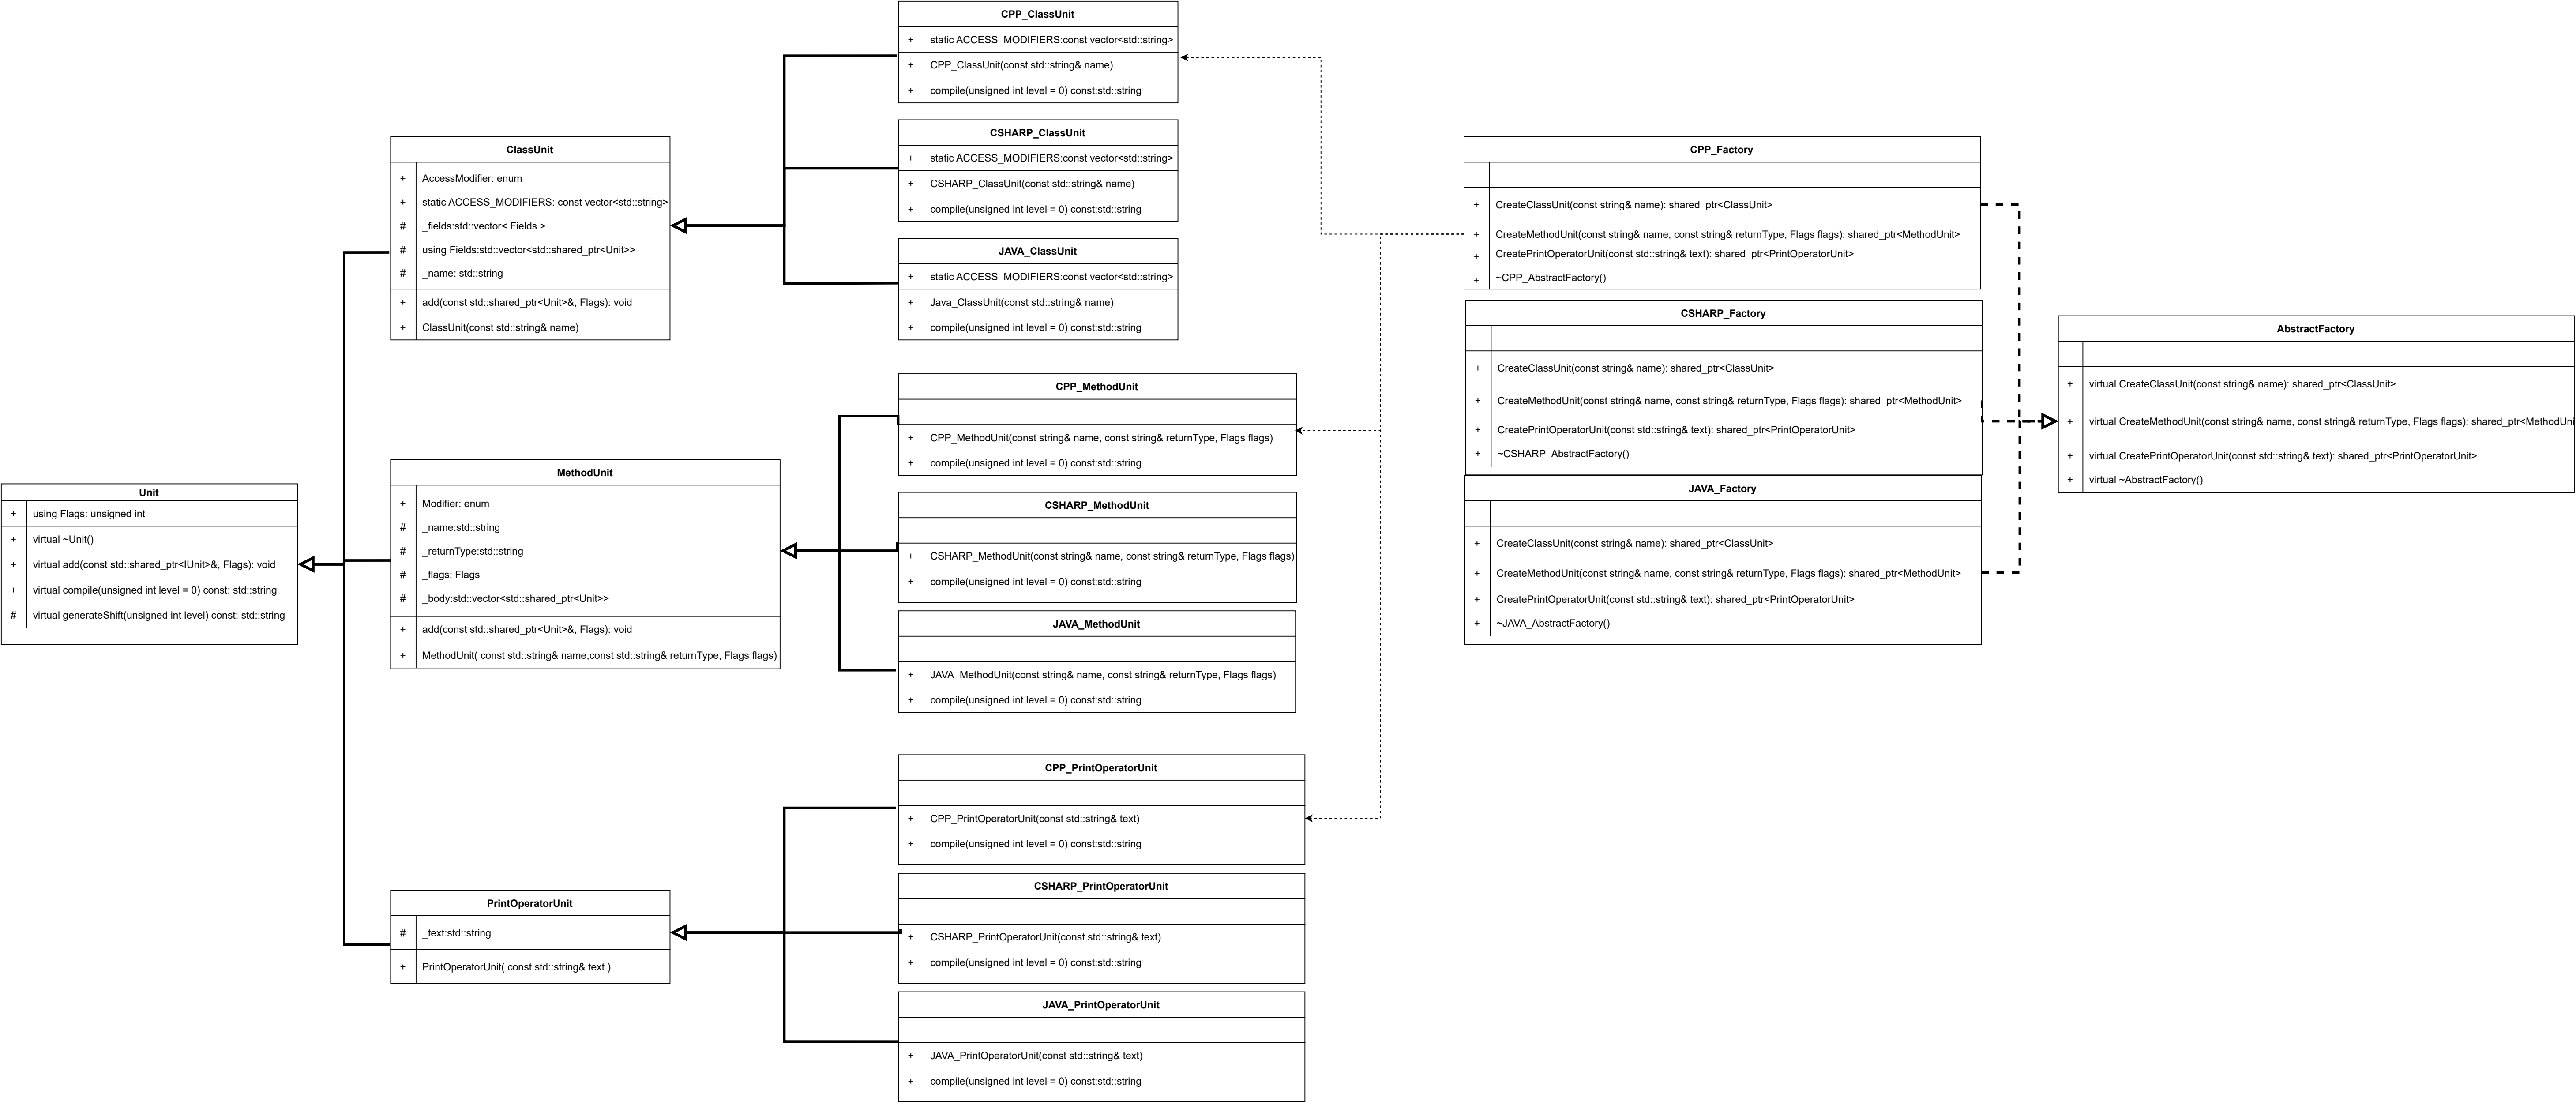 Unit
+ using Flags: unsigned int
+ virtual ~Unit()
+ virtual add(const std::shared_ptr<IUnit>&, Flags): void
+ virtual compile(unsigned int level = 0) const: std::string
# virtual generateShift(unsigned int level) const: std::string
ClassUnit
+ AccessModifier: enum
+ static ACCESS_MODIFIERS: const vector<std::string>
# _fields:std::vector< Fields >
# using Fields:std::vector<std::shared_ptr<Unit>>
# _name: std::string
+ add(const std::shared_ptr<Unit>&, Flags): void
+ ClassUnit(const std::string& name)
MethodUnit
+ Modifier: enum
# _name:std::string
# _returnType:std::string
# _flags: Flags
# _body:std::vector<std::shared_ptr<Unit>>
+ add(const std::shared_ptr<Unit>&, Flags): void
+ MethodUnit( const std::string& name,const std::string& returnType, Flags flags)
PrintOperatorUnit
# _text:std::string
+ PrintOperatorUnit( const std::string& text )
CPP_ClassUnit
+ static ACCESS_MODIFIERS:const vector<std::string>
+ CPP_ClassUnit(const std::string& name)
+ compile(unsigned int level = 0) const:std::string
CSHARP_ClassUnit
+ static ACCESS_MODIFIERS:const vector<std::string>
+ CSHARP_ClassUnit(const std::string& name)
+ compile(unsigned int level = 0) const:std::string
JAVA_ClassUnit
+ static ACCESS_MODIFIERS:const vector<std::string>
+ Java_ClassUnit(const std::string& name)
+ compile(unsigned int level = 0) const:std::string
CPP_MethodUnit
+ CPP_MethodUnit(const string& name, const string& returnType, Flags flags)
+ compile(unsigned int level = 0) const:std::string
CSHARP_MethodUnit
+ CSHARP_MethodUnit(const string& name, const string& returnType, Flags flags)
+ compile(unsigned int level = 0) const:std::string
JAVA_MethodUnit
+ JAVA_MethodUnit(const string& name, const string& returnType, Flags flags)
+ compile(unsigned int level = 0) const:std::string
CPP_PrintOperatorUnit
+ CPP_PrintOperatorUnit(const std::string& text)
+ compile(unsigned int level = 0) const:std::string
CSHARP_PrintOperatorUnit
+ CSHARP_PrintOperatorUnit(const std::string& text)
+ compile(unsigned int level = 0) const:std::string
JAVA_PrintOperatorUnit
+ JAVA_PrintOperatorUnit(const std::string& text)
+ compile(unsigned int level = 0) const:std::string
CPP_Factory
+ CreateClassUnit(const string& name): shared_ptr<ClassUnit>
+ CreateMethodUnit(const string& name, const string& returnType, Flags flags): shared_ptr<MethodUnit>
+ CreatePrintOperatorUnit(const std::string& text): shared_ptr<PrintOperatorUnit>
+ ~CPP_AbstractFactory()
CSHARP_Factory
+ CreateClassUnit(const string& name): shared_ptr<ClassUnit>
+ CreateMethodUnit(const string& name, const string& returnType, Flags flags): shared_ptr<MethodUnit>
+ CreatePrintOperatorUnit(const std::string& text): shared_ptr<PrintOperatorUnit>
+ ~CSHARP_AbstractFactory()
JAVA_Factory
+ CreateClassUnit(const string& name): shared_ptr<ClassUnit>
+ CreateMethodUnit(const string& name, const string& returnType, Flags flags): shared_ptr<MethodUnit>
+ CreatePrintOperatorUnit(const std::string& text): shared_ptr<PrintOperatorUnit>
+ ~JAVA_AbstractFactory()
AbstractFactory
+ virtual CreateClassUnit(const string& name): shared_ptr<ClassUnit>
+ virtual CreateMethodUnit(const string& name, const string& returnType, Flags flags): shared_ptr<MethodUni
+ virtual CreatePrintOperatorUnit(const std::string& text): shared_ptr<PrintOperatorUnit>
+ virtual ~AbstractFactory()